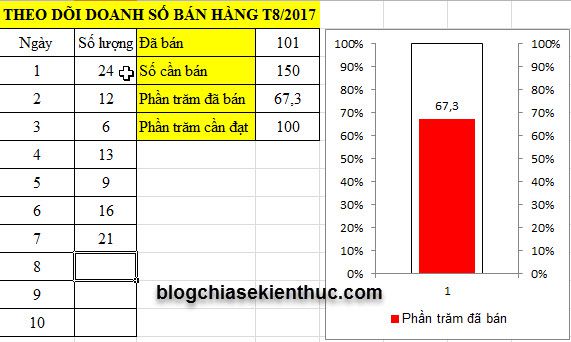 THEO DÕI DOANH SỐ BÁN HÀNG T8/2017
Ngày Số lượng Đã bán 101
1 24 Số cần bán 150
2 12 Phần trăm đã bán 67,3
3 6 Phần trăm cần đạt 100
4 13
5 9
6 16
7 21
8
9
10
100% 100%
90% 90%
80% 80%
67,3
70% 70%
60% 60%
50% 50%
40% 40%
30% 30%
20% 20%
10% 10%
0% 0%
1
Phần trăm đã bán
blogchiasekienthuc.com